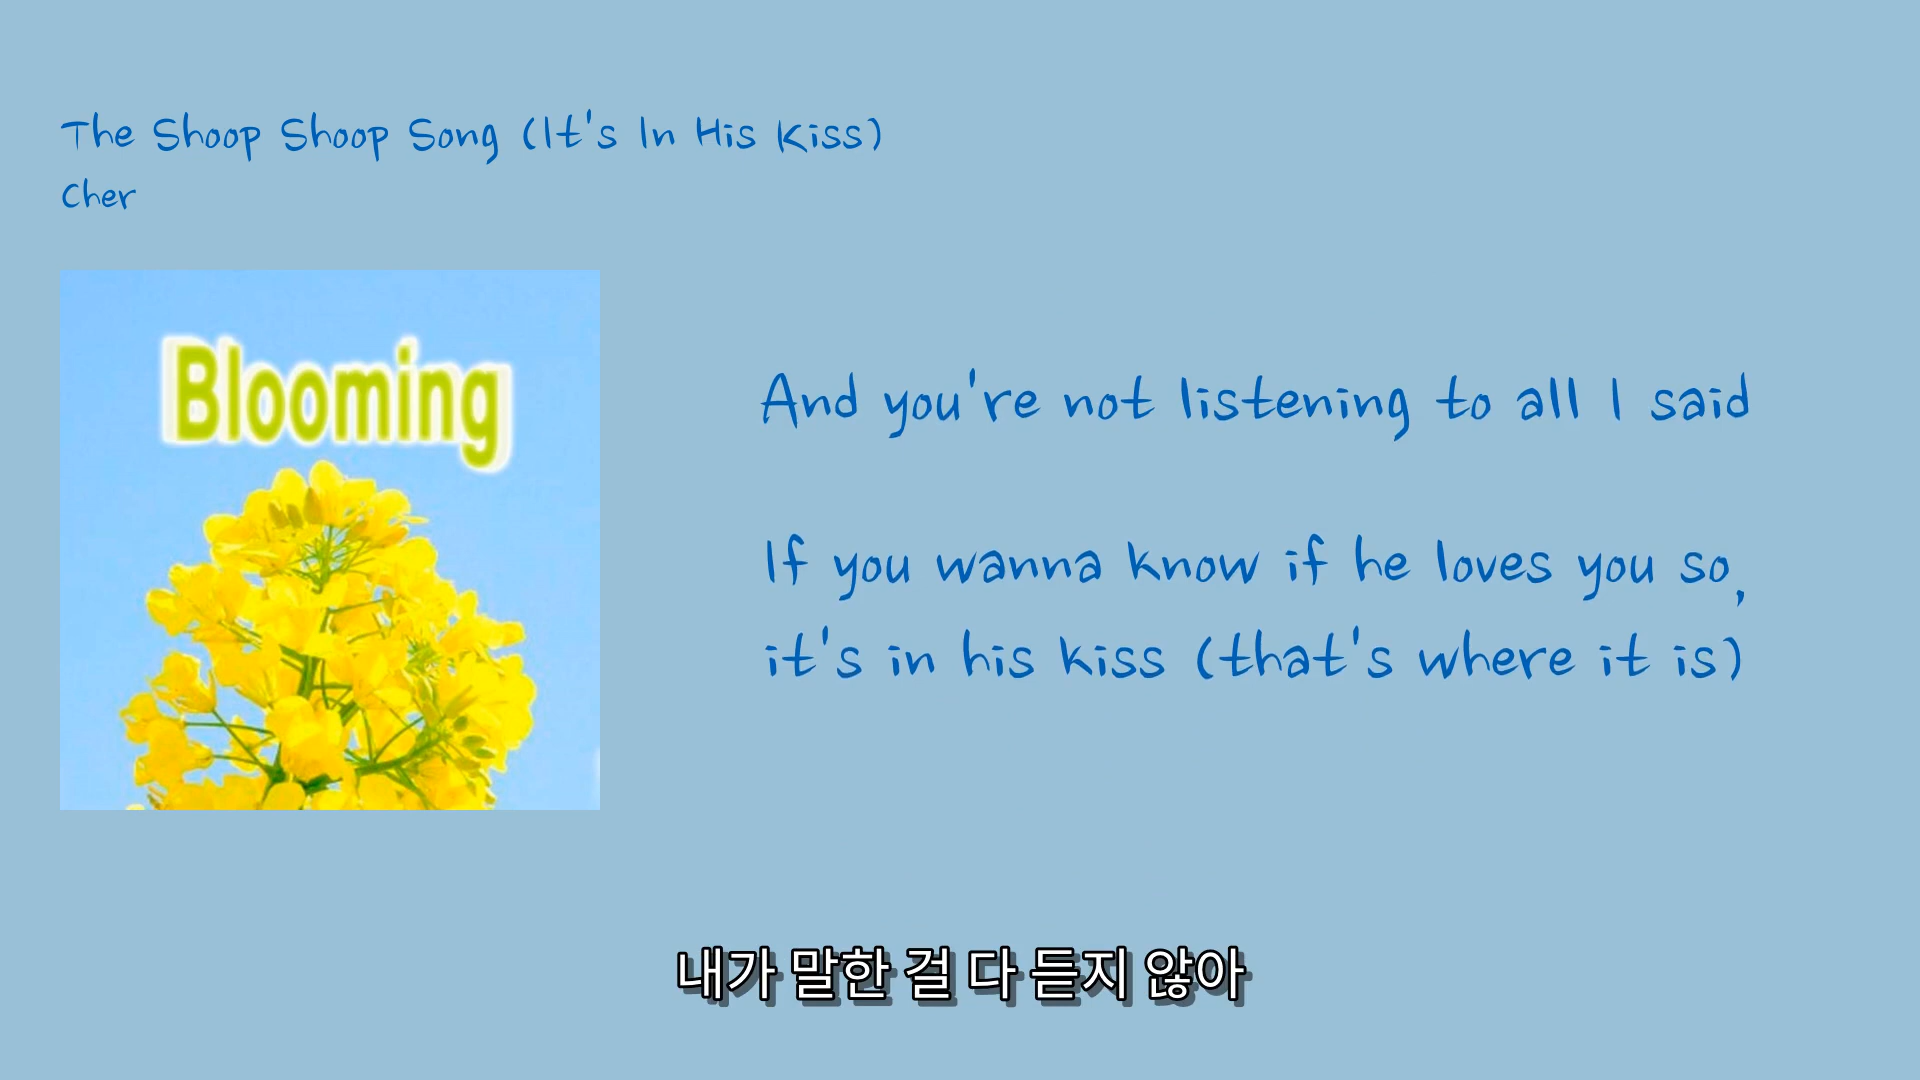 The Shoop Shoop Song (It's In His Kiss)
Cher
Blooming
And you're not listening to all I said
If you wanna know if he loves you so,
it's in his kiss (that's where it is)
내가 말한 걸 다 듣지 않아